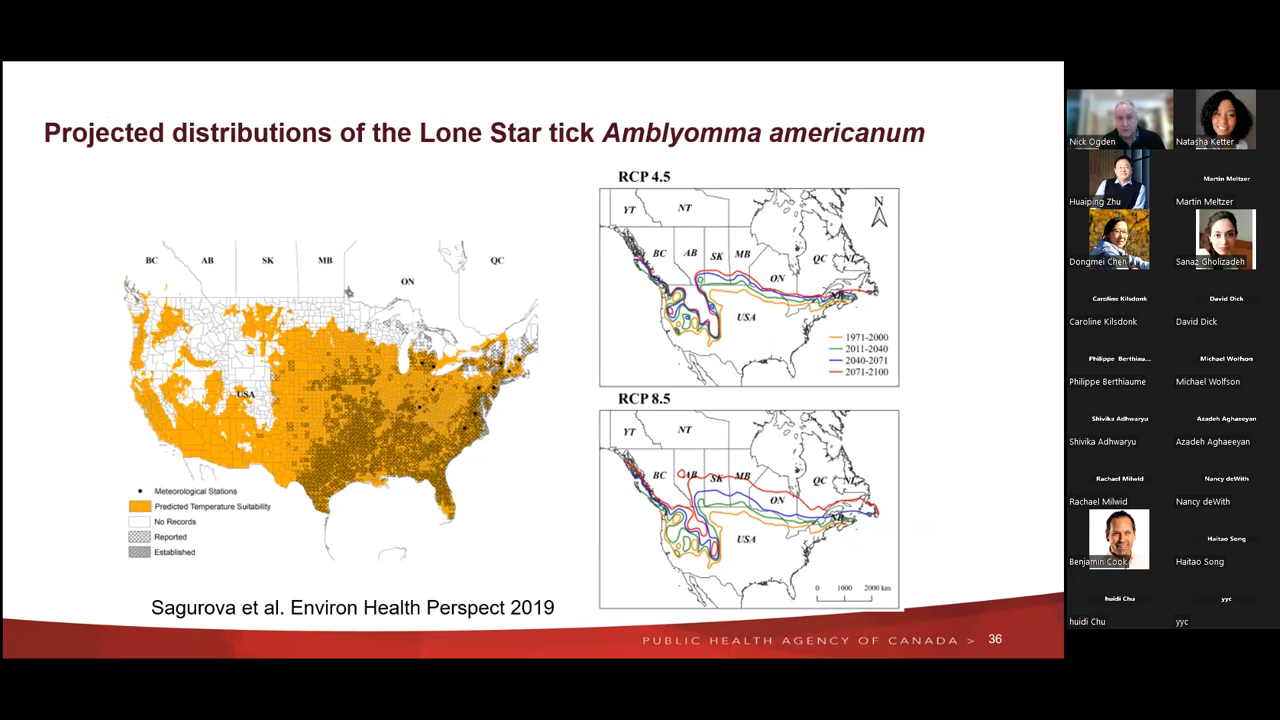 Projected distributions of the Lone Star tick Amblyomma americanum
BC
AB
SK
MB
ON
QC
USA
Meteorological Stations
Predicted Temperature Suitability
No Records
Reported
Established
RCP 4.5
N
YT
NT
BC
AB
SK
MB
ON
QC
NL
NB
USA
1971-2000
2011-2040
2040-2071
2071-2100
RCP 8.5
YT
NT
BC
AB
SK
MB
ON
QC
NL
NB
USA
0 1000 2000 km
Sagurova et al. Environ Health Perspect 2019
PUBLIC HEALTH AGENCY OF CANADA > 36
Nick Ogden
Natasha Ketter
Huaiping Zhu
Martin Meltzer
Martin Meltzer
Dongmei Chen
Sanaz Gholizadeh
Caroline Kilsdonk
David Dick
Caroline Kilsdonk
David Dick
Philippe Berthiau...
Michael Wolfson
Philippe Berthiaume
Michael Wolfson
Shivika Adhwaryu
Azadeh Aghaeeyan
Shivika Adhwaryu
Azadeh Aghaeeyan
Rachael Milwid
Nancy deWith
Rachael Milwid
Nancy deWith
Haitao Song
Benjamin Cook
Haitao Song
huidi Chu
yyc
huidi Chu
yyc